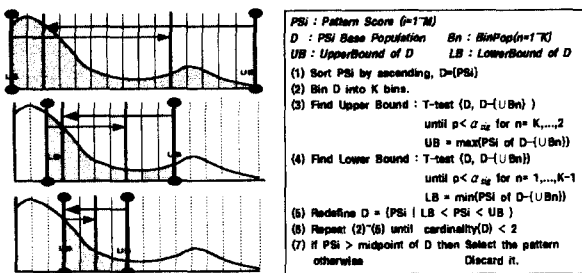 LB
UB
LB
LB
LB
UB
PSi : Pattern Score (i=1~M)
D : PSi Base Population Bn : BinPop(n=1~K)
UB : UpperBound of D LB : LowerBound of D
(1) Sort PSi by ascending, D={PSi}
(2) Bin D into K bins.
(3) Find Upper Bound : T-test {D, D-{∪Bn} }
until p< α sig for n= K,...,2
UB = max(PSi of D-{∪Bn})
(4) Find Lower Bound : T-test {D, D-{∪Bn}}
until p< α sig for n= 1,...,K-1
LB = min(PSi of D-{∪Bn})
(5) Redefine D = {PSi | LB < PSi < UB }
(6) Repeat (2)~(5) until cardinality(D) < 2
(7) If PSi > midpoint of D then Select the pattern
otherwise Discard it.